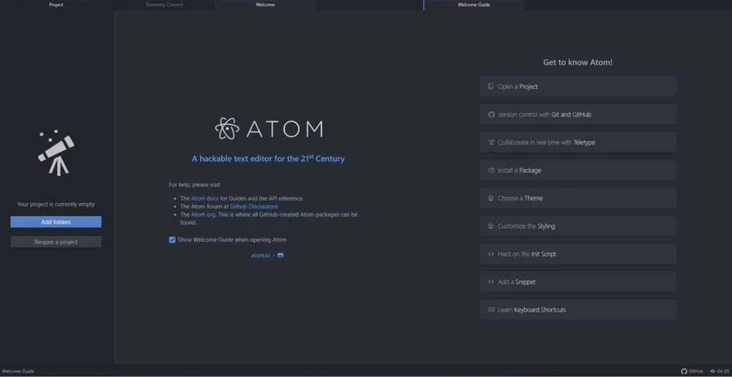 Project
Telemetry Consent
Welcome
Welcome Guide
Your project is currently empty
Add folders
Reopen a project
ATOM
A hackable text editor for the 21st Century
For help, please visit
• The Atom docs for Guides and the API reference.
• The Atom forum at Github Discussions
• The Atom org. This is where all GitHub-created Atom packages can be
found.
Show Welcome Guide when opening Atom
atom.io ×
Get to know Atom!
Open a Project
Version control with Git and GitHub
Collaborate in real time with Teletype
Install a Package
Choose a Theme
Customize the Styling
Hack on the Init Script
Add a Snippet
Learn Keyboard Shortcuts
Welcome Guide
GitHub